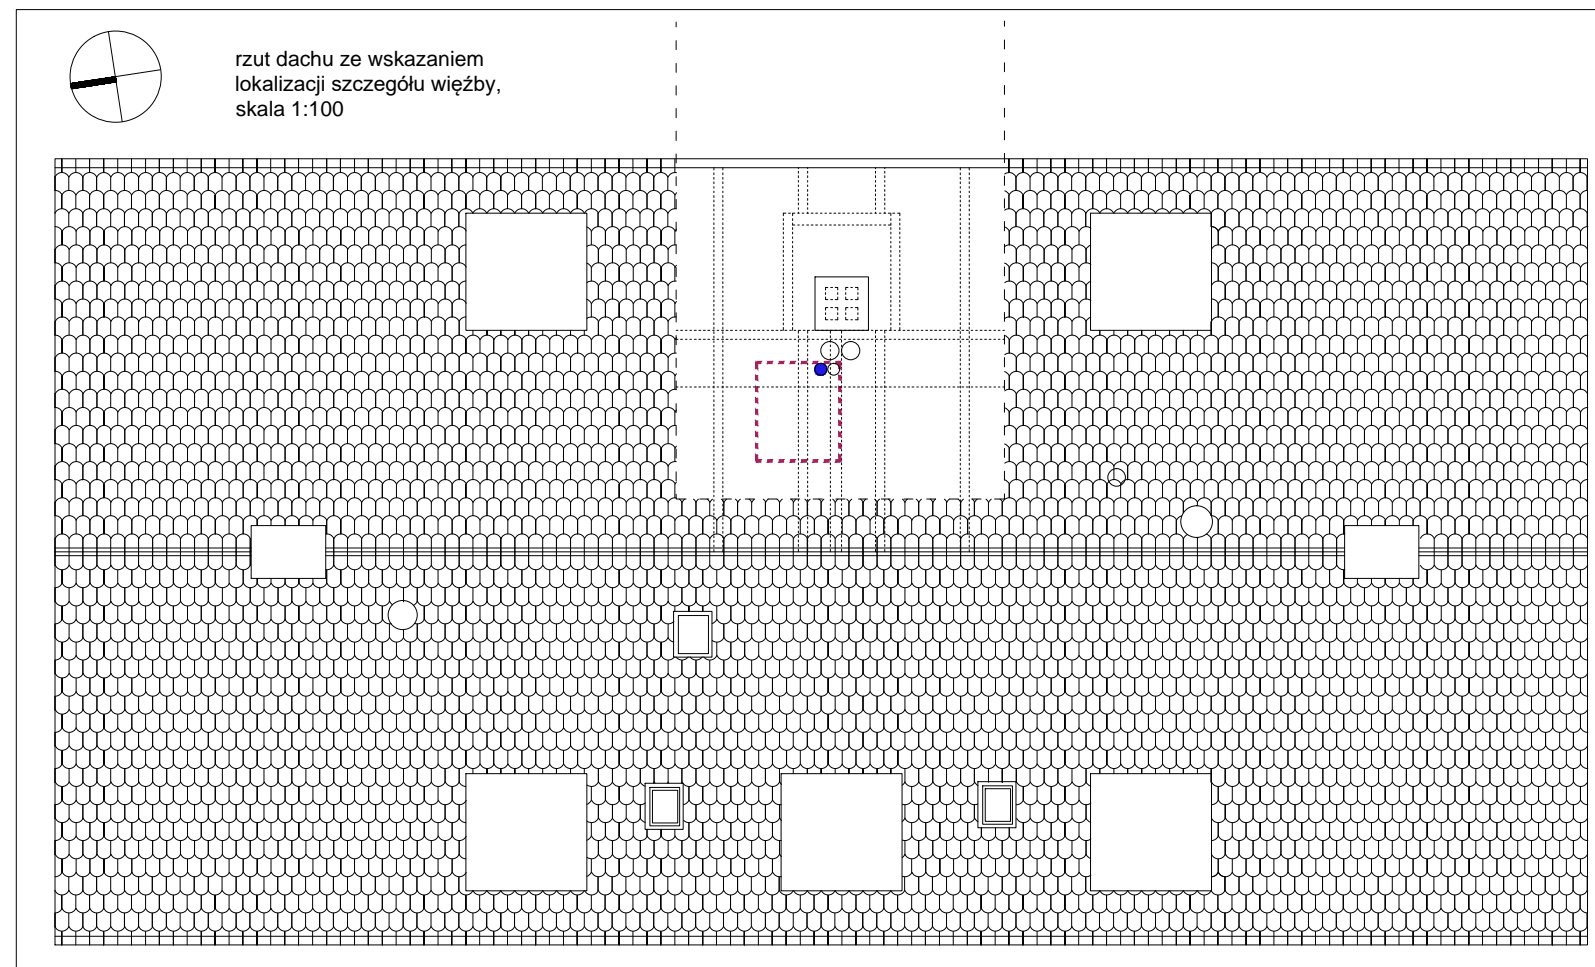 rzut dachu ze wskazaniem
lokalizacji szczegółu więźby,
skala 1:100